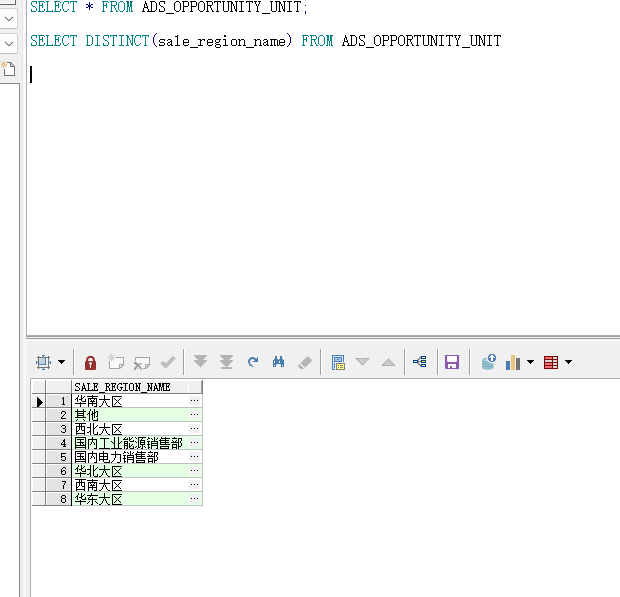 SELECT * FROM ADS_OPPORTUNITY_UNIT;
SELECT DISTINCT(sale_region_name) FROM ADS_OPPORTUNITY_UNIT
SALE_REGION_NAME
1 华南大区 ...
2 其他 ...
3 西北大区 ...
4 国内工业能源销售部 ...
5 国内电力销售部 ...
6 华北大区 ...
7 西南大区 ...
8 华东大区 ...